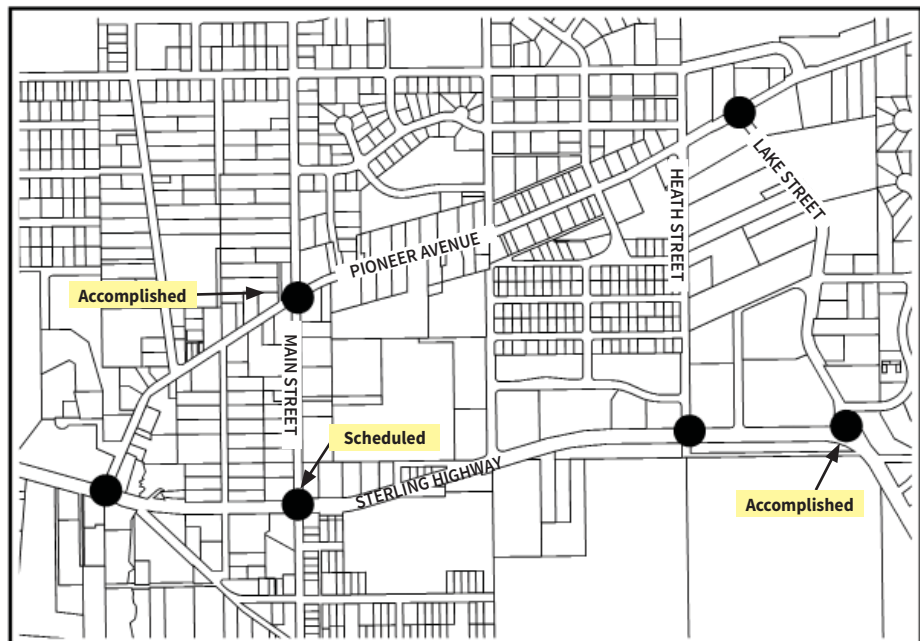 LAKE STREET
HEATH STREET
PIONEER AVENUE
Accomplished
MAIN STREET
Scheduled
STERLING HIGHWAY
Accomplished